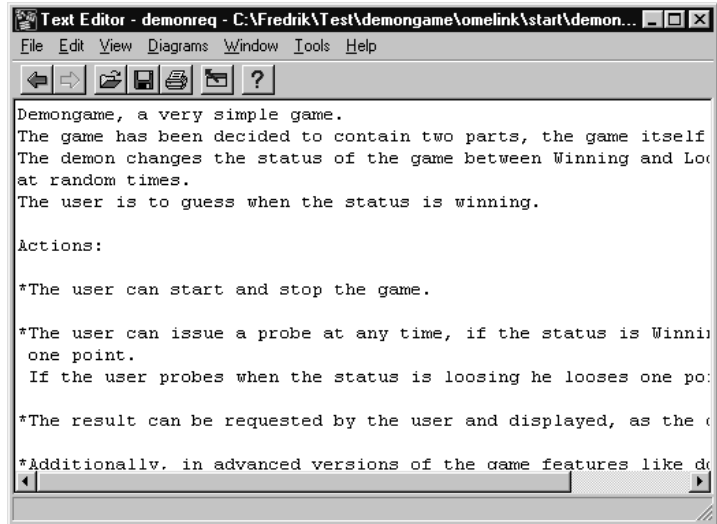 Text Editor - demonreq - C:\Fredrik\Test\demongame\omelink\start\demon...
File Edit View Diagrams Window Tools Help
?
Demongame, a very simple game.
The game has been decided to contain two parts, the game itself
The demon changes the status of the game between Winning and
at random times.
The user is to guess when the status is winning.
Actions:
*The user can start and stop the game.
*The user can issue a probe at any time, if the status is
one point.
If the user probes when the status is loosing he looses one
*The result can be requested by the user and displayed, as the
*Additionally, in advanced versions of the game features like